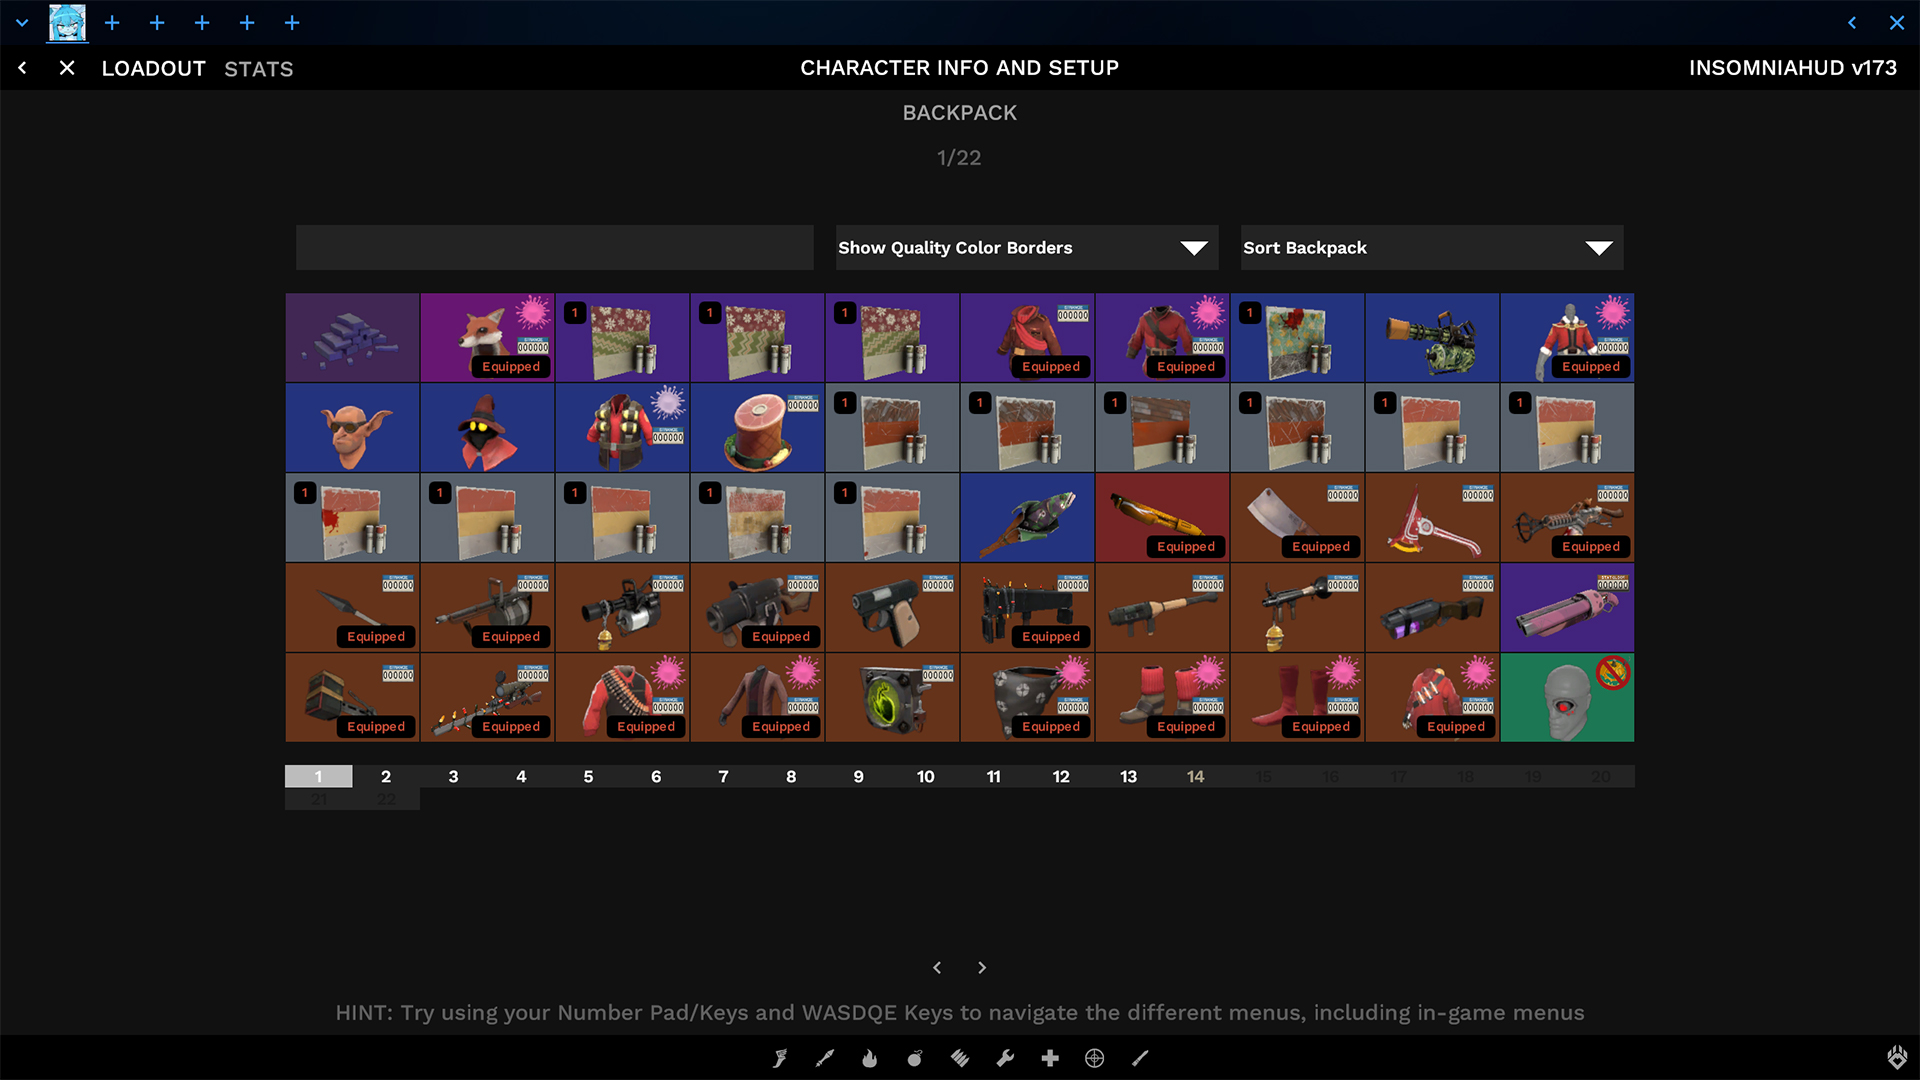 LOADOUT STATS
CHARACTER INFO AND SETUP
INSOMNIAHUD v173
BACKPACK
1/22
Show Quality Color Borders
Sort Backpack
1 1 1 1
000000 000000 000000 000000
Equipped Equipped Equipped Equipped
1 1 1 1 1 1
000000 000000
1 1 1 1 1
000000 000000 000000
Equipped Equipped Equipped
000000 000000 000000 000000 000000 000000 000000 000000 000000 000000
Equipped Equipped Equipped Equipped
000000 000000 000000 000000 000000 000000 000000 000000 000000
Equipped Equipped Equipped Equipped Equipped Equipped Equipped Equipped
1 2 3 4 5 6 7 8 9 10 11 12 13 14 15 16 17 18 19 20
21 22
HINT: Try using your Number Pad/Keys and WASDQE Keys to navigate the different menus, including in-game menus